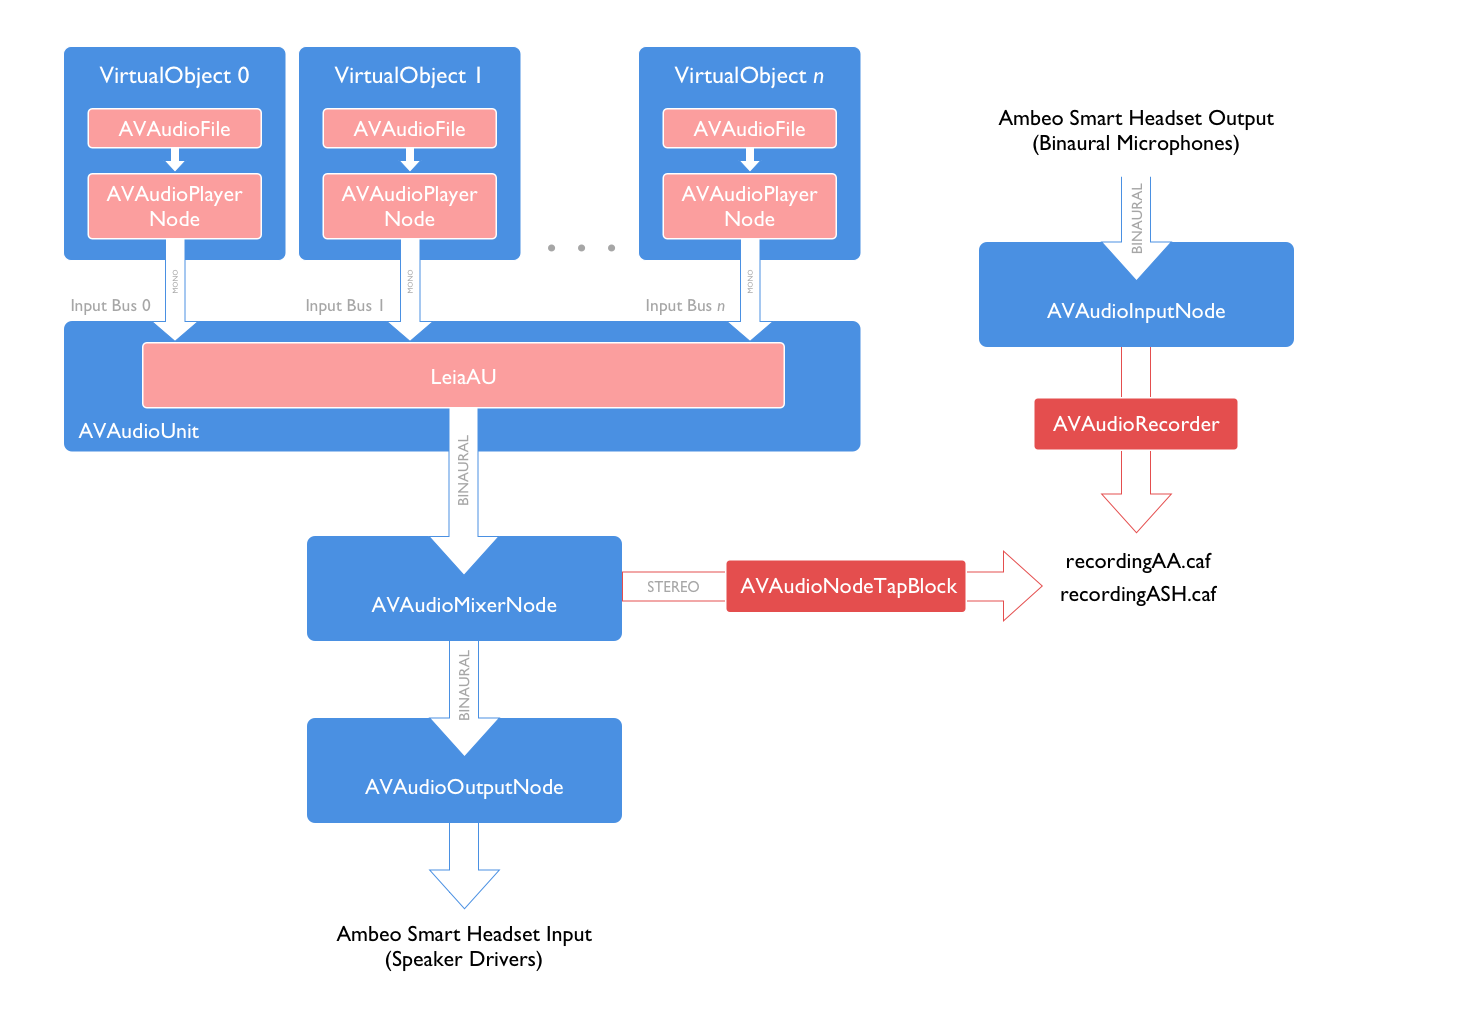 VirtualObject 0
AVAudioFile
AVAudioPlayer
Node
MONO
Input Bus 0
VirtualObject 1
AVAudioFile
AVAudioPlayer
Node
MONO
Input Bus 1
VirtualObject n
AVAudioFile
AVAudioPlayer
Node
MONO
Input Bus n
LeiaAU
AVAudioUnit
BINAURAL
AVAudioMixerNode
STEREO
AVAudioNodeTapBlock
BINAURAL
AVAudioOutputNode
Ambeo Smart Headset Input
(Speaker Drivers)
Ambeo Smart Headset Output
(Binaural Microphones)
BINAURAL
AVAudioInputNode
AVAudioRecorder
recordingAA.caf
recordingASH.caf